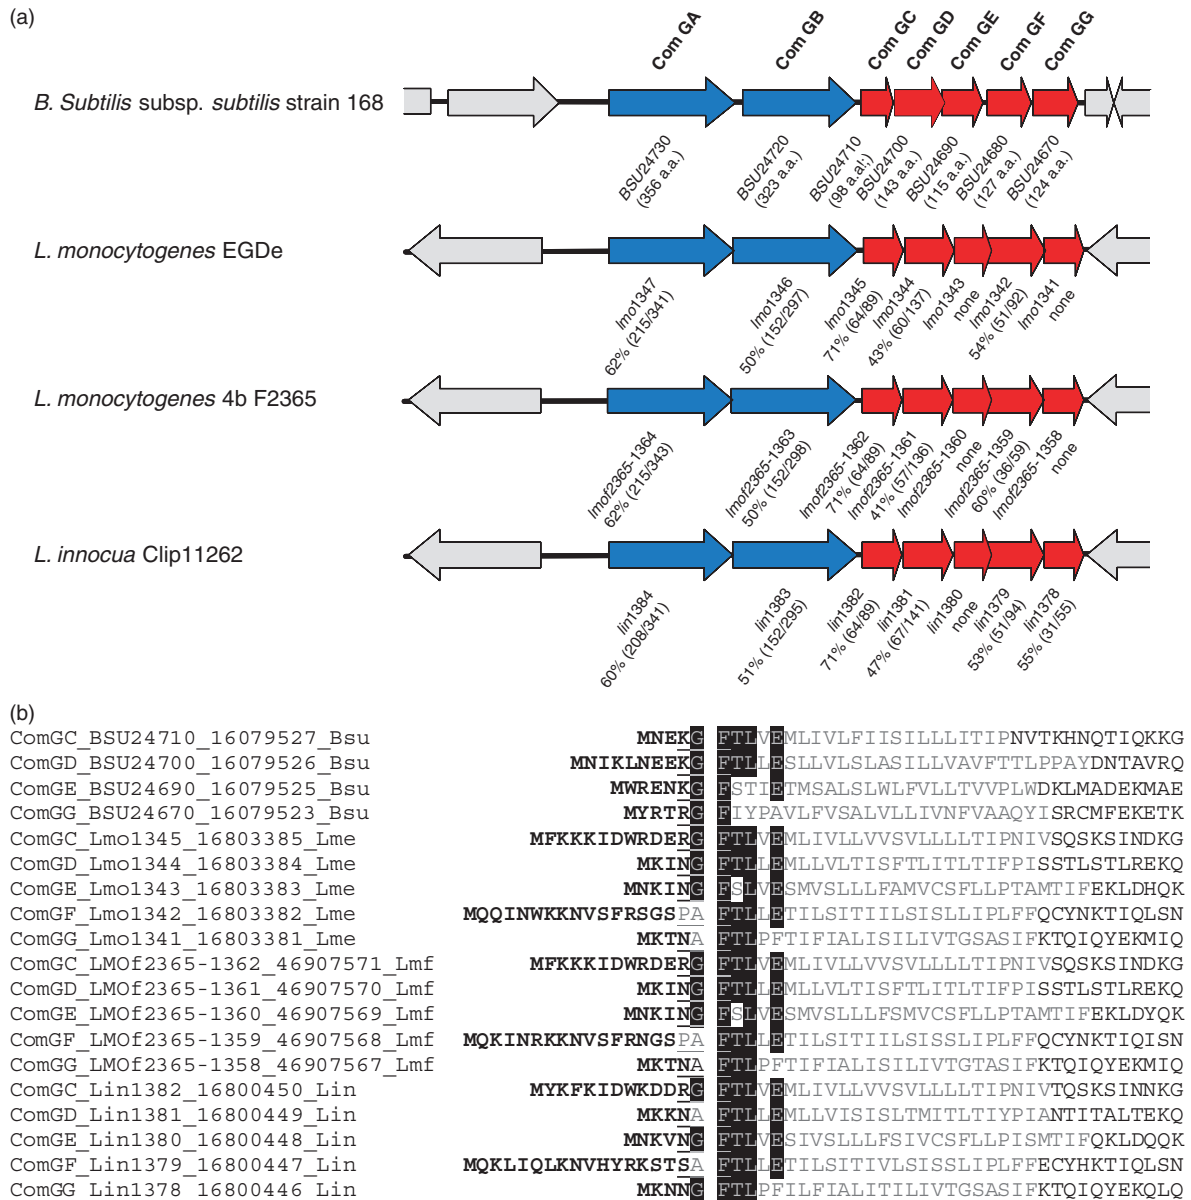 (a)
Com GA
Com GB
Com GC
Com GD
Com GE
Com GF
Com GG
B. Subtilis subsp. subtilis strain 168
BSU24730
(356 a.a.)
BSU24720
(323 a.a.)
BSU24710
(98 a.a!;)
BSU24700
(143 a.a.)
BSU24690
(115 a.a.)
BSU24680
(127 a.a.)
BSU24670
(124 a.a.)
L. monocytogenes EGDe
lmo1347
62% (215/341)
lmo1346
50% (152/297)
lmo1345
71% (64/89)
lmo1344
43% (60/137)
lmo1343
none
lmo1342
54% (51/92)
lmo1341
none
L. monocytogenes 4b F2365
lmof2365-1364
62% (215/343)
lmof2365-1363
50% (152/298)
lmof2365-1362
71% (64/89)
lmof2365-1361
41% (57/136)
lmof2365-1360
none
lmof2365-1359
60% (36/59)
lmof2365-1358
none
L. innocua Clip11262
lin1384
60% (208/341)
lin1383
51% (152/295)
lin1382
71% (64/89)
lin1381
47% (67/141)
lin1380
none
lin1379
53% (51/94)
lin1378
55% (31/55)
(b)
ComGC_BSU24710_16079527_Bsu MNEKG FTLVEMLIVLFIISILLLITIPNVTKHNQTIQKKG
ComGD_BSU24700_16079526_Bsu MNIKLNEEKG FTLLESLLVLSLASILLVAVFTTLPPAYDNTAVRQ
ComGE_BSU24690_16079525_Bsu MWRENKG FSTIETMSALSLWLFVLLTVVPLWDKLMADEKMAE
ComGG_BSU24670_16079523_Bsu MYRTRG FIYPAVLFVSALVLLIVNFVAAQYISRCMFEKETK
ComGC_Lmo1345_16803385_Lme MFKKKIDWRDERG FTLVEMLIVLLVVSVLLLLTIPNIVSQSKSINDKG
ComGD_Lmo1344_16803384_Lme MKING FTLLEMLLVLTISFTLITLTIFPISSTLSTLREKQ
ComGE_Lmo1343_16803383_Lme MNKING FSLVESMVSLLLFAMVCSFLLPTAMTIFEKLDHQK
ComGF_Lmo1342_16803382_Lme MQQINWKKNVSFRSGSPA FTLLETILSITIILSISSLLIPLFFQCYNKTIQLSN
ComGG_Lmo1341_16803381_Lme MKTNA FTLPFTIFIALISILIVTGSASIFKTQIQYEKMIQ
ComGC_LMOf2365-1362_46907571_Lmf MFKKKIDWRDERG FTLVEMLIVLLVVSVLLLLTIPNIVSQSKSINDKG
ComGD_LMOf2365-1361_46907570_Lmf MKING FTLLEMLLVLTISFTLITLTIFPISSTLSTLREKQ
ComGE_LMOf2365-1360_46907569_Lmf MNKING FSLVESMVSLLLFSMVCSFLLPTAMTIFEKLDYQK
ComGF_LMOf2365-1359_46907568_Lmf MQKINRKKNVSFRNGSPA FTLLETILSITIILSISSLIPLFFQCYNKTIQISN
ComGG_LMOf2365-1358_46907567_Lmf MKTNA FTLPFTIFIALISILIVTGTASIFKTQIQYEKMIQ
ComGC_Lin1382_16800450_Lin MYKFKIDWKDDRG FTLVEMLIVLLVVSVLLLLTIPNIVTQSKSINNKG
ComGD_Lin1381_16800449_Lin MKKNA FTLLEMLLVISISLTMITLTIYPIANTITALTEKQ
ComGE_Lin1380_16800448_Lin MNKVNG FTLVESIVSLLLFSIVCSFLLPISMTIFQKLDQQK
ComGF_Lin1379_16800447_Lin MQKLIQLKNVHYRKSTSA FTLLETILSITIVLSISSLLIPLFFECYHKTIQLSN
ComGG_Lin1378_16800446_Lin MKNNG FTLPFILFIALISIFIVTGTASIFKTQIQYEKQLQ